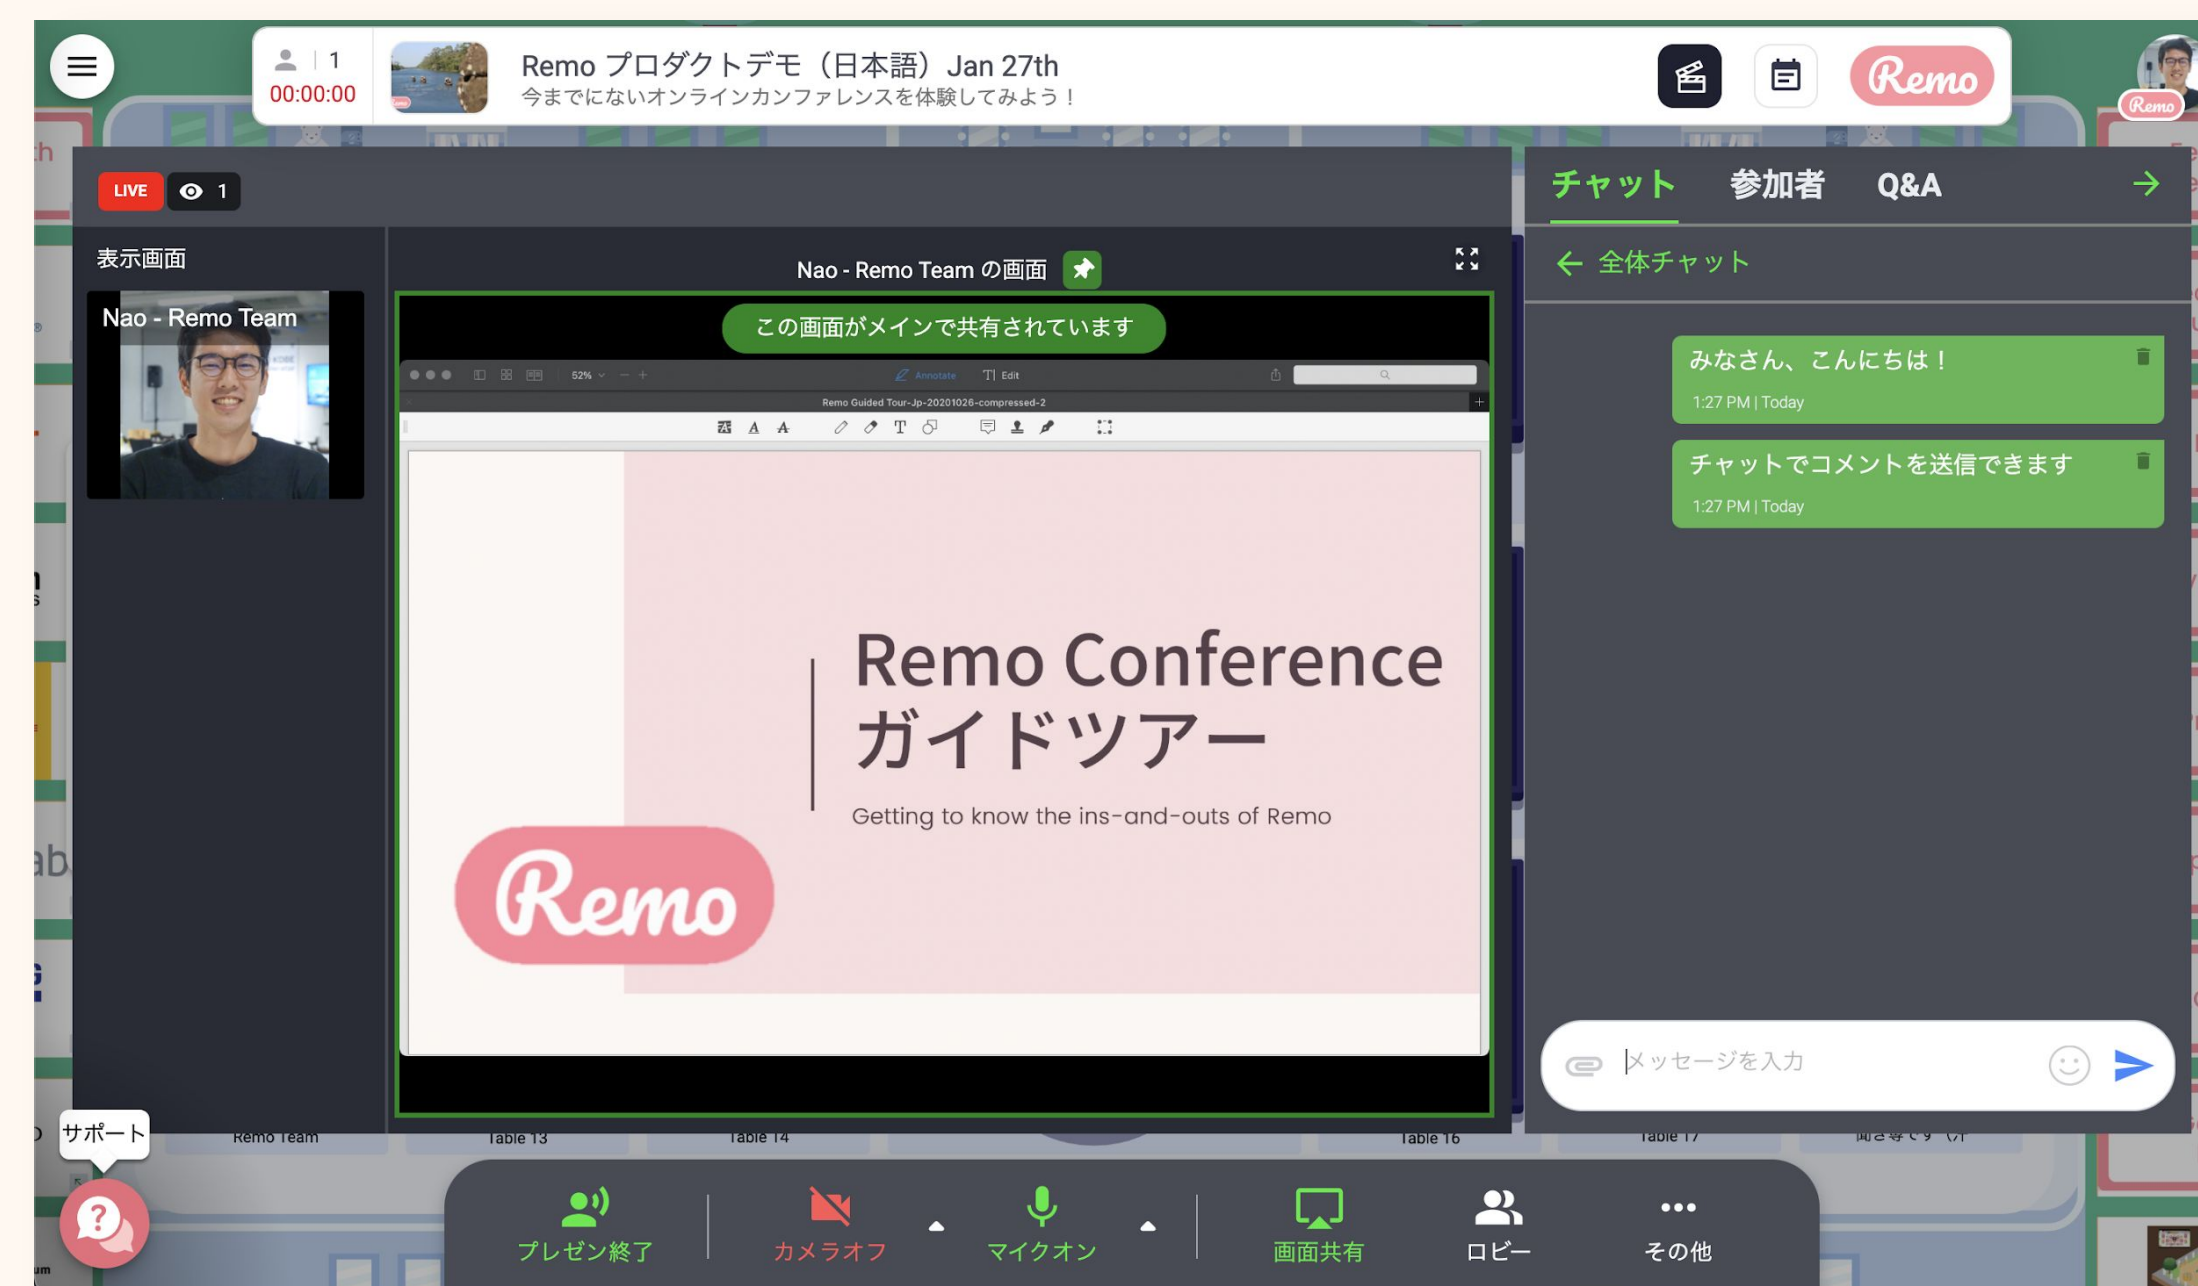 1
00:00:00
Remo プロダクトデモ（日本語）Jan 27th
今までにないオンラインカンファレンスを体験してみよう！
Remo
Remo
LIVE
1
表示画面
Nao - Remo Team
Nao - Remo Team の画面
この画面がメインで共有されています
52%
Annotate
Edit
Remo Guided Tour-Jp-20201026-compressed-2
Remo Conference
ガイドツアー
Getting to know the ins-and-outs of Remo
Remo
チャット 参加者 Q&A
全体チャット
みなさん、こんにちは！
1:27 PM | Today
チャットでコメントを送信できます
1:27 PM | Today
メッセージを入力
サポート
Remo Team
Table 13
Table 14
Table 16
Table 17
プレゼン終了
カメラオフ
マイクオン
画面共有
ロビー
その他